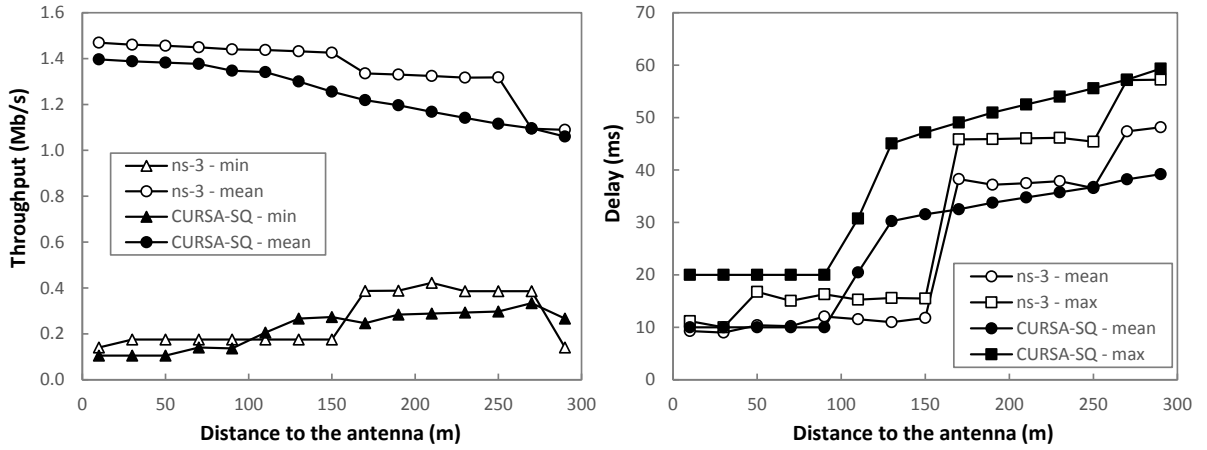 1.6
1.4
1.2
1.0
0.8
0.6
0.4
0.2
0.0
Throughput (Mb/s)
ns-3 - min
ns-3 - mean
CURSA-SQ - min
CURSA-SQ - mean
0 50 100 150 200 250 300
Distance to the antenna (m)
70
60
50
40
30
20
10
0
Delay (ms)
ns-3 - mean
ns-3 - max
CURSA-SQ - mean
CURSA-SQ - max
0 50 100 150 200 250 300
Distance to the antenna (m)